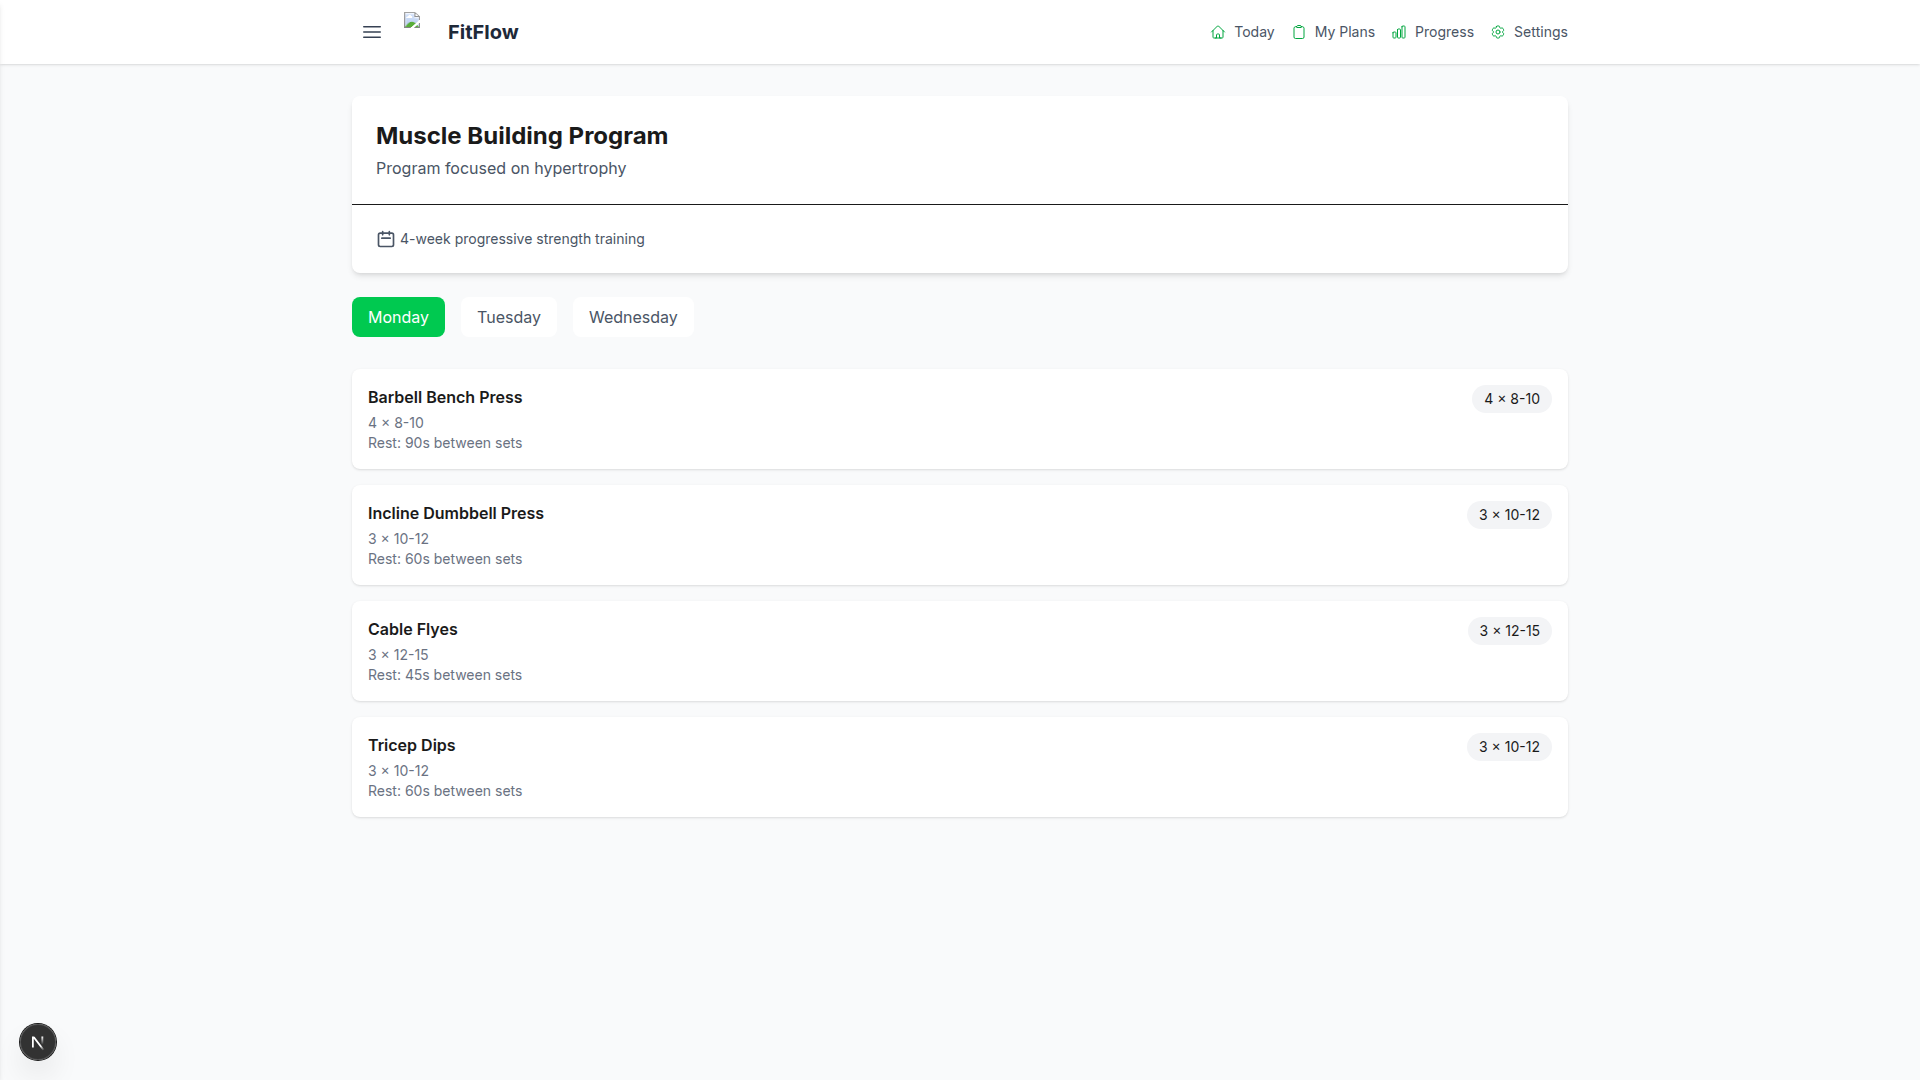 FitFlow
Today
My Plans
Progress
Settings
Muscle Building Program
Program focused on hypertrophy
4-week progressive strength training
Monday
Tuesday
Wednesday
Barbell Bench Press
4 × 8-10
4 × 8-10
Rest: 90s between sets
Incline Dumbbell Press
3 × 10-12
3 × 10-12
Rest: 60s between sets
Cable Flyes
3 × 12-15
3 × 12-15
Rest: 45s between sets
Tricep Dips
3 × 10-12
3 × 10-12
Rest: 60s between sets
N